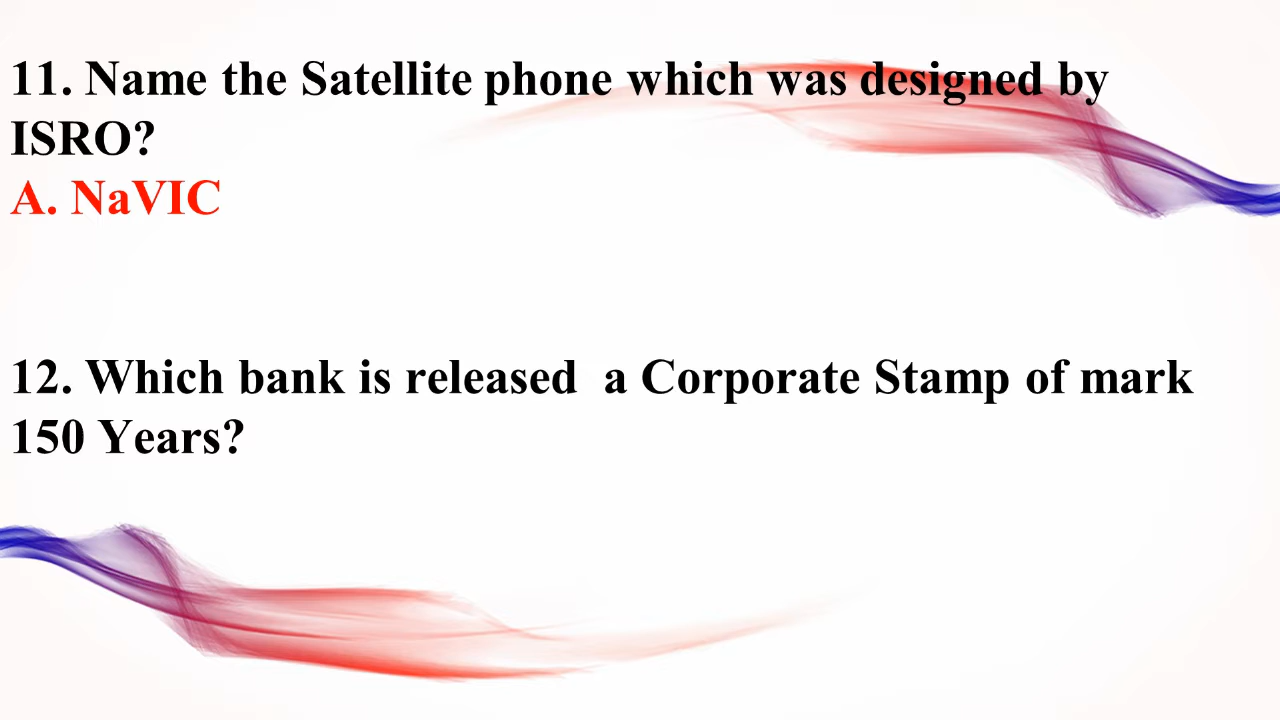 11. Name the Satellite phone which was designed by
ISRO?
A. NaVIC
12. Which bank is released  a Corporate Stamp of mark
150 Years?